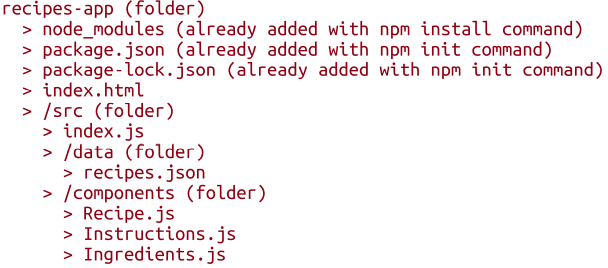 recipes-app (folder)
> node_modules (already added with npm install command)
> package.json (already added with npm init command)
> package-lock.json (already added with npm init command)
> index.html
> /src (folder)
> index.js
> /data (folder)
> recipes.json
> /components (folder)
> Recipe.js
> Instructions.js
> Ingredients.js